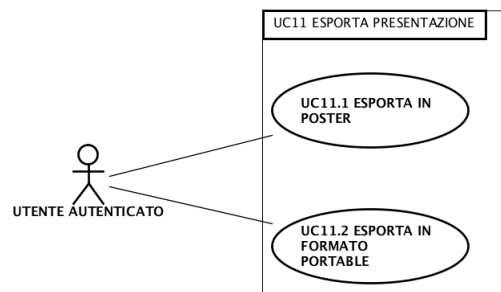 UC11 ESPORTA PRESENTAZIONE
UC11.1 ESPORTA IN
POSTER
UTENTE AUTENTICATO
UC11.2 ESPORTA IN
FORMATO
PORTABLE